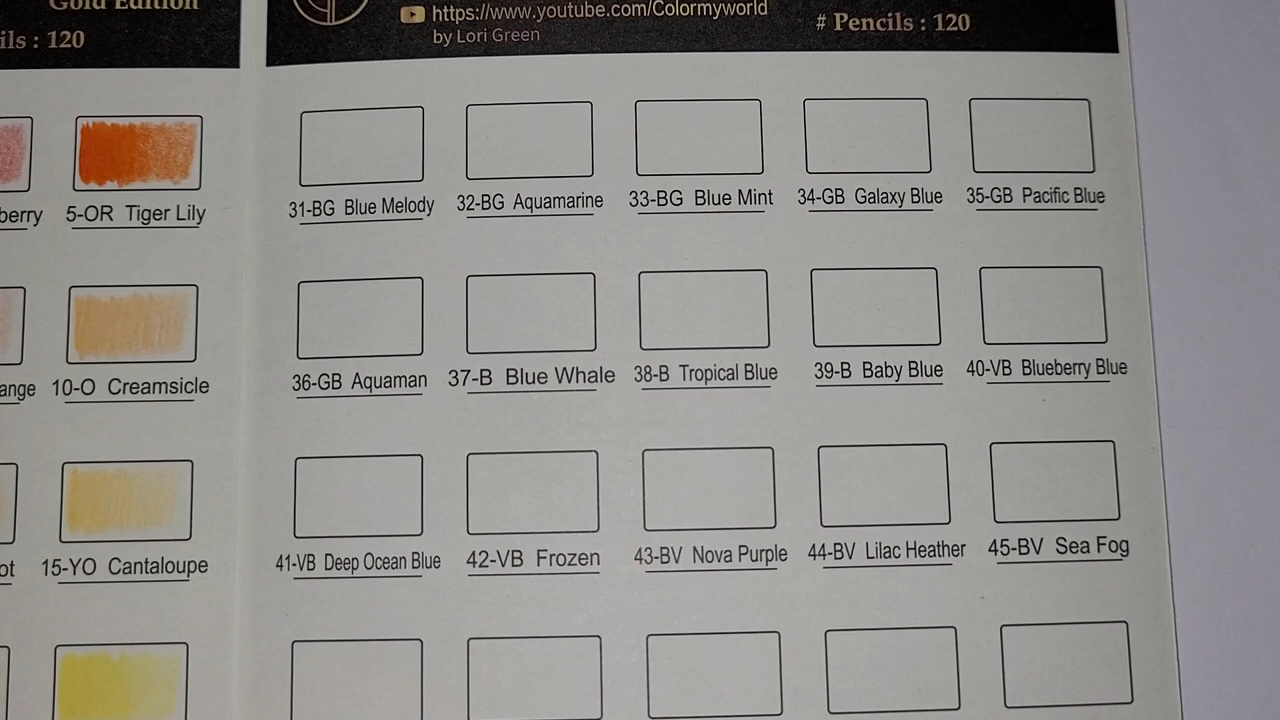 Gold Edition
ils : 120
https://www.youtube.com/Colormyworld
by Lori Green
# Pencils : 120
berry
5-OR Tiger Lily
31-BG Blue Melody
32-BG Aquamarine
33-BG Blue Mint
34-GB Galaxy Blue
35-GB Pacific Blue
ange
10-O Creamsicle
36-GB Aquaman
37-B Blue Whale
38-B Tropical Blue
39-B Baby Blue
40-VB Blueberry Blue
ot
15-YO Cantaloupe
41-VB Deep Ocean Blue
42-VB Frozen
43-BV Nova Purple
44-BV Lilac Heather
45-BV Sea Fog